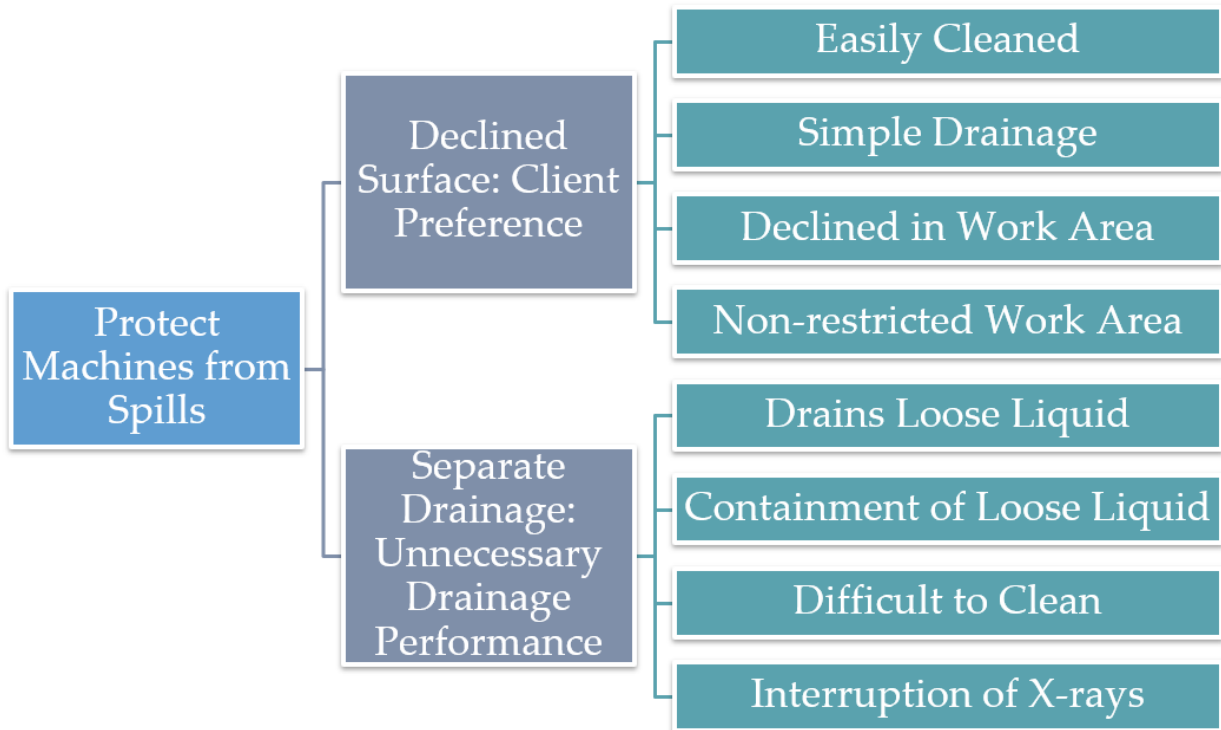 Protect
Machines from
Spills
Declined
Surface: Client
Preference
Easily Cleaned
Simple Drainage
Declined in Work Area
Non-restricted Work Area
Separate
Drainage:
Unnecessary
Drainage
Performance
Drains Loose Liquid
Containment of Loose Liquid
Difficult to Clean
Interruption of X-rays